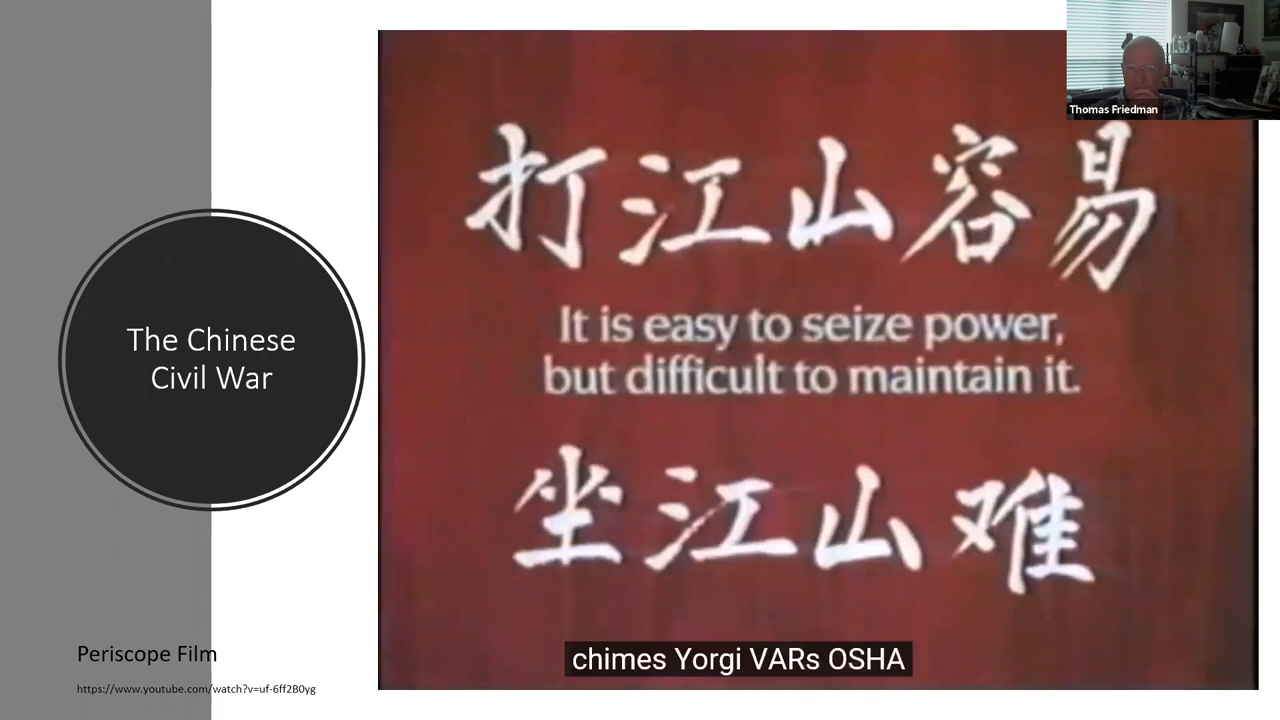 The Chinese
Civil War
Periscope Film
https://www.youtube.com/watch?v=uf-6ff2B0yg
打江山容易
It is easy to seize power,
but difficult to maintain it.
坐江山难
chimes Yorgi VARs OSHA
Thomas Friedman